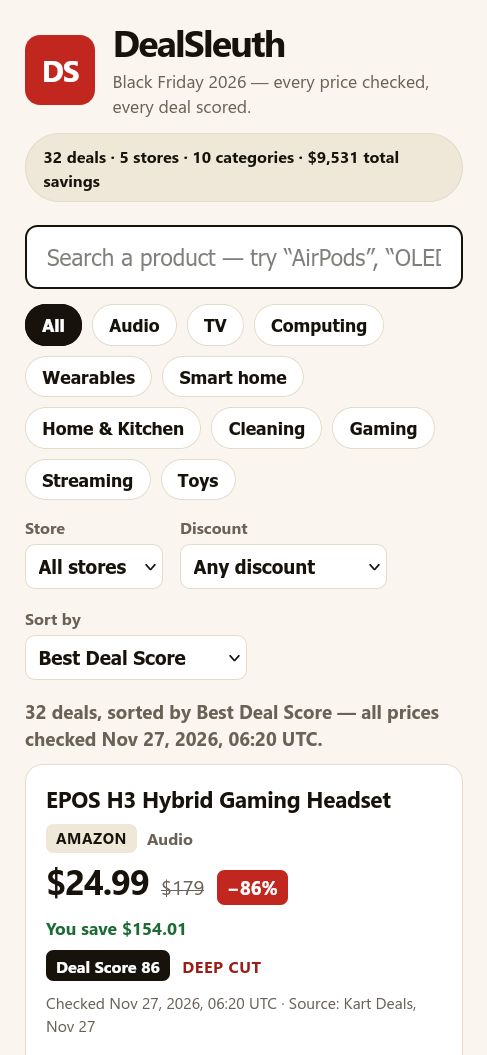 DS
DealSleuth
Black Friday 2026 — every price checked,
every deal scored.
32 deals · 5 stores · 10 categories · $9,531 total
savings
Search a product — try “AirPods”, “OLED
All
Audio
TV
Computing
Wearables
Smart home
Home & Kitchen
Cleaning
Gaming
Streaming
Toys
Store
Discount
All stores
Any discount
Sort by
Best Deal Score
32 deals, sorted by Best Deal Score — all prices
checked Nov 27, 2026, 06:20 UTC.
EPOS H3 Hybrid Gaming Headset
AMAZON Audio
$24.99 $179 −86%
You save $154.01
Deal Score 86 DEEP CUT
Checked Nov 27, 2026, 06:20 UTC · Source: Kart Deals,
Nov 27